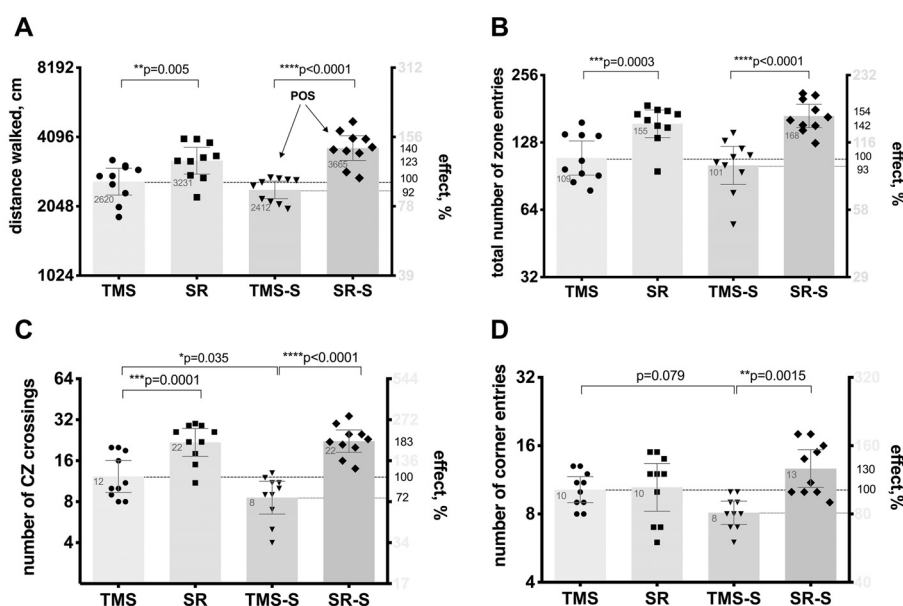 A
**p=0.005
****p<0.0001
POS
distance walked, cm
8192
4096
2048
1024
2620
3231
2412
3665
312
156
140
123
100
92
78
39
effect, %
TMS SR TMS-S SR-S
B
***p=0.0003
****p<0.0001
total number of zone entries
256
128
64
32
109
155
101
168
232
154
142
116
100
93
58
29
effect, %
TMS SR TMS-S SR-S
C
*p=0.035
****p<0.0001
***p=0.0001
number of CZ crossings
64
32
16
8
4
12
22
8
22
544
272
183
136
100
72
34
17
effect, %
TMS SR TMS-S SR-S
D
p=0.079
**p=0.0015
number of corner entries
32
16
8
4
10
10
8
13
320
160
130
100
80
40
effect, %
TMS SR TMS-S SR-S